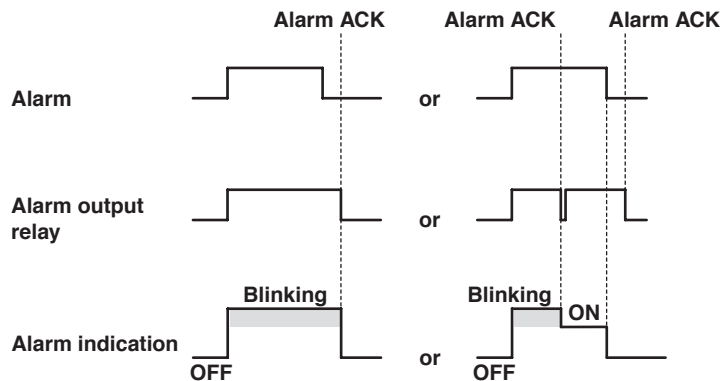 Alarm ACK Alarm ACK Alarm ACK
Alarm or
Alarm output
relay or
Blinking Blinking ON
Alarm indication or
OFF OFF